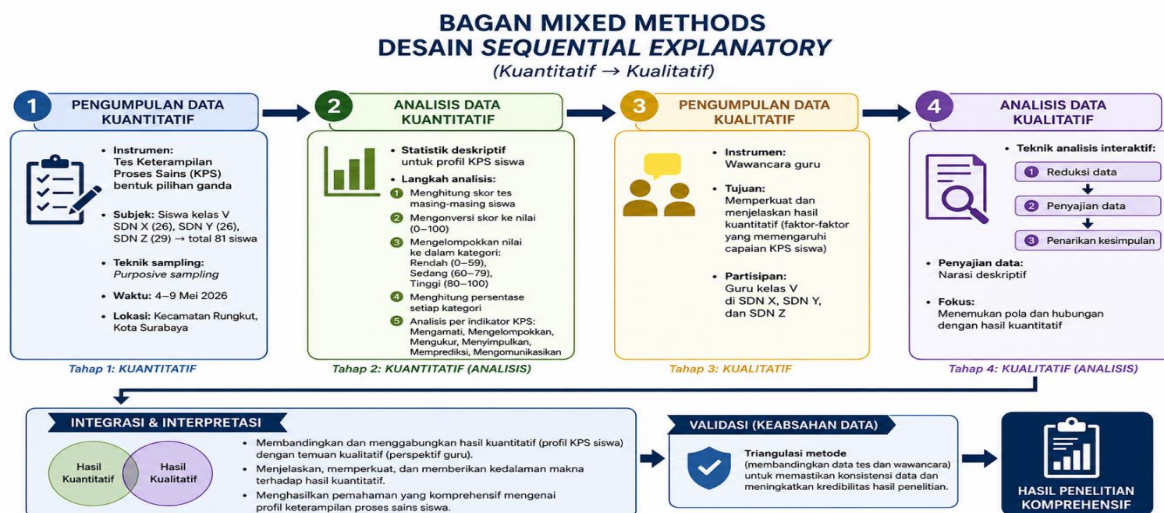 BAGAN MIXED METHODS
DESAIN SEQUENTIAL EXPLANATORY
(Kuantitatif → Kualitatif)
1
PENGUMPULAN DATA
KUANTITATIF
• Instrumen:
Tes Keterampilan
Proses Sains (KPS)
bentuk pilihan ganda
• Subjek: Siswa kelas V
SDN X (26), SDN Y (26),
SDN Z (29) → total 81 siswa
• Teknik sampling:
Purposive sampling
• Waktu: 4–9 Mei 2026
• Lokasi: Kecamatan Rungkut,
Kota Surabaya
Tahap 1: KUANTITATIF
2
ANALISIS DATA
KUANTITATIF
• Statistik deskriptif
untuk profil KPS siswa
• Langkah analisis:
1 Menghitung skor tes
masing-masing siswa
2 Mengonversi skor ke nilai
(0–100)
3 Mengelompokkan nilai
ke dalam kategori:
Rendah (0–59),
Sedang (60–79),
Tinggi (80–100)
4 Menghitung persentase
setiap kategori
5 Analisis per indikator KPS:
Mengamati, Mengelompokkan,
Mengukur, Menyimpulkan,
Memprediksi, Mengomunikasikan
Tahap 2: KUANTITATIF (ANALISIS)
3
PENGUMPULAN DATA
KUALITATIF
• Instrumen:
Wawancara guru
• Tujuan:
Memperkuat dan
menjelaskan hasil
kuantitatif (faktor-faktor
yang memengaruhi
capaian KPS siswa)
• Partisipan:
Guru kelas V
di SDN X, SDN Y,
dan SDN Z
Tahap 3: KUALITATIF
4
ANALISIS DATA
KUALITATIF
• Teknik analisis interaktif:
1 Reduksi data
2 Penyajian data
3 Penarikan kesimpulan
• Penyajian data:
Narasi deskriptif
• Fokus:
Menemukan pola dan hubungan
dengan hasil kuantitatif
Tahap 4: KUALITATIF (ANALISIS)
INTEGRASI & INTERPRETASI
Hasil
Kuantitatif
Hasil
Kualitatif
• Membandingkan dan menggabungkan hasil kuantitatif (profil KPS siswa)
dengan temuan kualitatif (perspektif guru).
• Menjelaskan, memperkuat, dan memberikan kedalaman makna
terhadap hasil kuantitatif.
• Menghasilkan pemahaman yang komprehensif mengenai
profil keterampilan proses sains siswa.
VALIDASI (KEABSAHAN DATA)
Triangulasi metode
(membandingkan data tes dan wawancara)
untuk memastikan konsistensi data dan
meningkatkan kredibilitas hasil penelitian.
HASIL PENELITIAN
KOMPREHENSIF